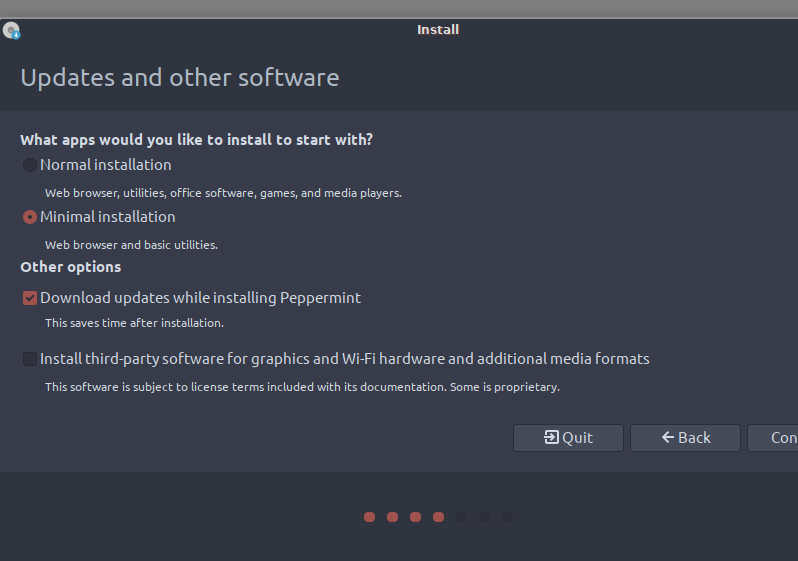 Install
Updates and other software
What apps would you like to install to start with?
Normal installation
Web browser, utilities, office software, games, and media players.
Minimal installation
Web browser and basic utilities.
Other options
Download updates while installing Peppermint
This saves time after installation.
Install third-party software for graphics and Wi-Fi hardware and additional media formats
This software is subject to license terms included with its documentation. Some is proprietary.
Quit
Back
Con